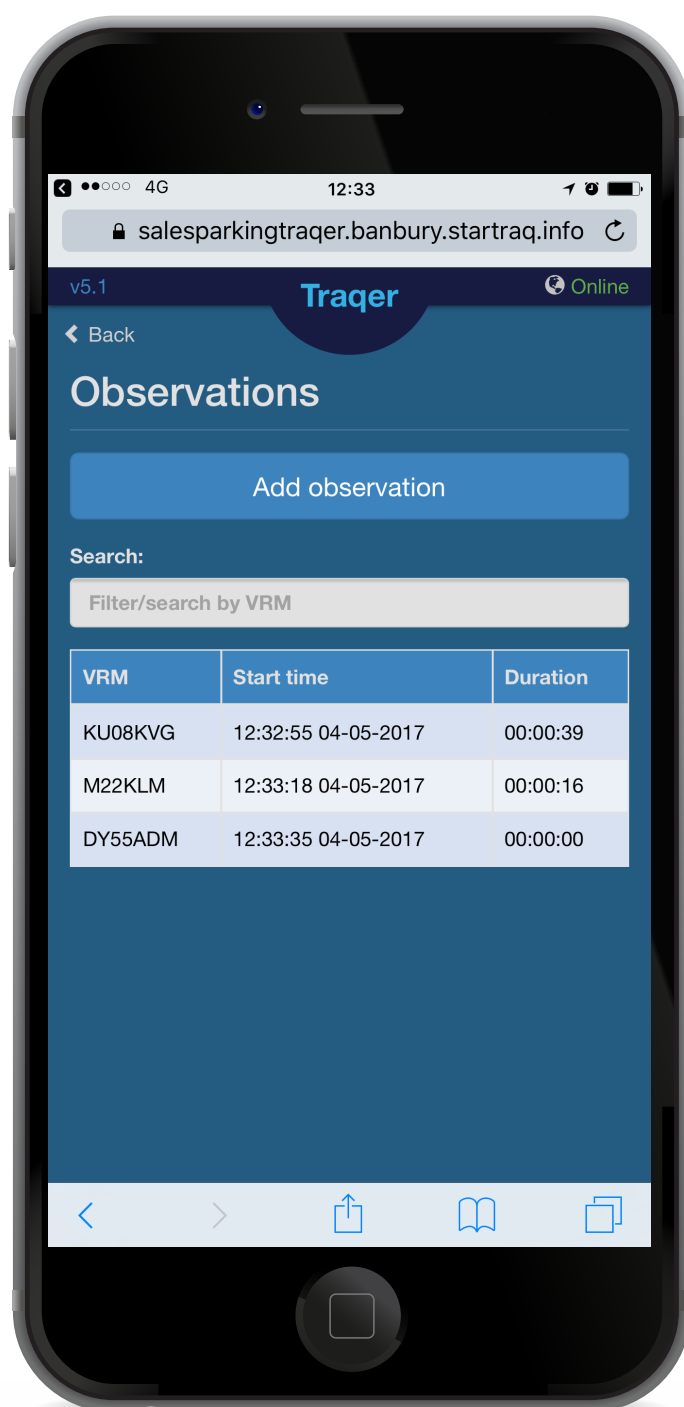 4G 12:33
salesparkingtraqer.banbury.startraq.info
v5.1 Traqer Online
Back
Observations
Add observation
Search:
Filter/search by VRM
VRM Start time Duration
KU08KVG 12:32:55 04-05-2017 00:00:39
M22KLM 12:33:18 04-05-2017 00:00:16
DY55ADM 12:33:35 04-05-2017 00:00:00